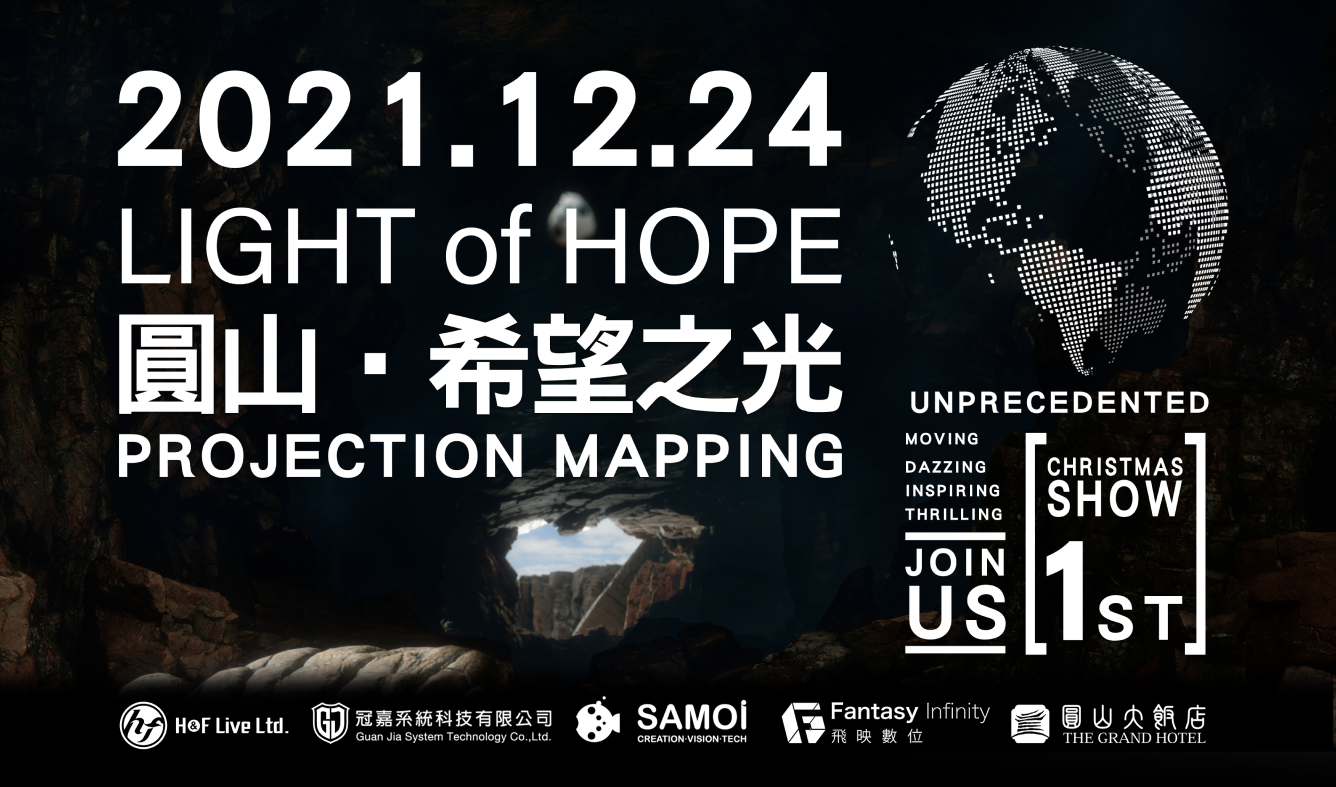 2021.12.24
LIGHT of HOPE
圓山・希望之光
PROJECTION MAPPING
UNPRECEDENTED
MOVING
DAZZING
INSPIRING
THRILLING
JOIN
US
CHRISTMAS
SHOW
1ST
hf
H&F Live Ltd.
GJ
冠嘉系統科技有限公司
Guan Jia System Technology Co.,Ltd.
SAMOi
CREATION·VISION·TECH
Fantasy Infinity
飛映數位
圓山大飯店
THE GRAND HOTEL